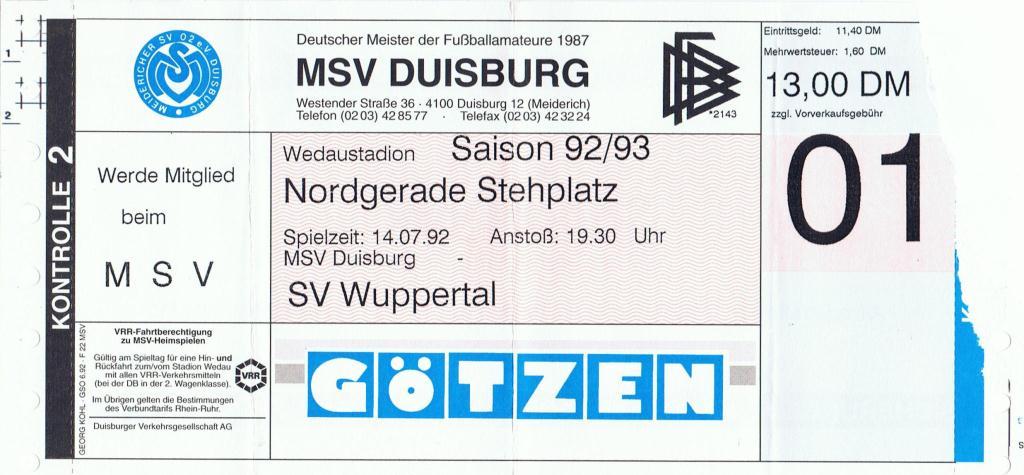 1
2
KONTROLLE 2
MEIDERICHER SV 02 e.V. DUISBURG
MSV
Deutscher Meister der Fußballamateure 1987
MSV DUISBURG
Westender Straße 36 · 4100 Duisburg 12 (Meiderich)
Telefon (02 03) 42 85 77 · Telefax (02 03) 42 32 24
*2143
Eintrittsgeld: 11,40 DM
Mehrwertsteuer: 1,60 DM
13,00 DM
zzgl. Vorverkaufsgebühr
01
Werde Mitglied
beim
M S V
Wedaustadion Saison 92/93
Nordgerade Stehplatz
Spielzeit: 14.07.92 Anstoß: 19.30 Uhr
MSV Duisburg -
SV Wuppertal
VRR-Fahrtberechtigung
zu MSV-Heimspielen
Gültig am Spieltag für eine Hin- und
Rückfahrt zum/vom Stadion Wedau
mit allen VRR-Verkehrsmitteln
(bei der DB in der 2. Wagenklasse).
VRR
Im Übrigen gelten die Bestimmungen
des Verbundtarifs Rhein-Ruhr.
Duisburger Verkehrsgesellschaft AG
GEORG KOHL · GSO 6.92 · F 22 MSV
GÖTZEN